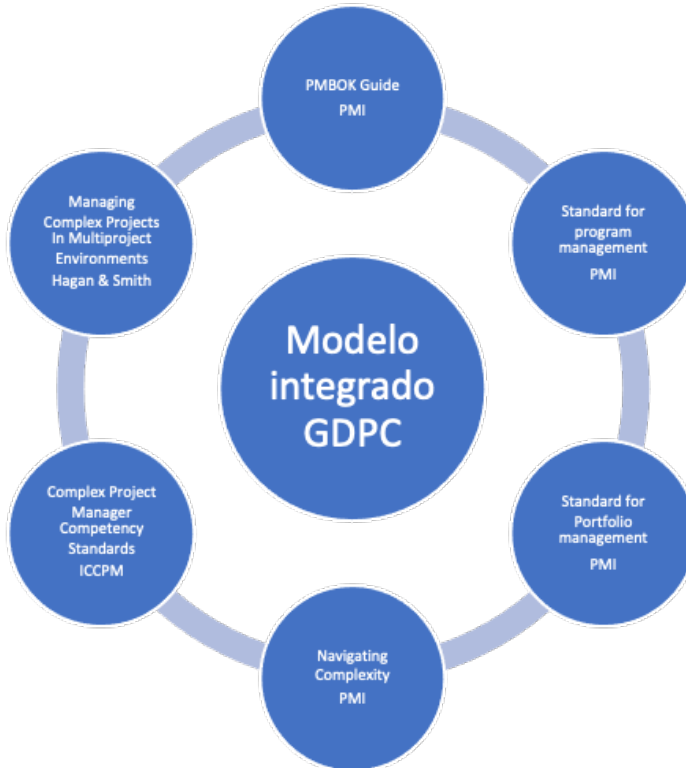 PMBOK Guide
PMI
Standard for
program
management
PMI
Standard for
Portfolio
management
PMI
Navigating
Complexity
PMI
Complex Project
Manager
Competency
Standards
ICCPM
Managing
Complex Projects
In Multiproject
Environments
Hagan & Smith
Modelo
integrado
GDPC